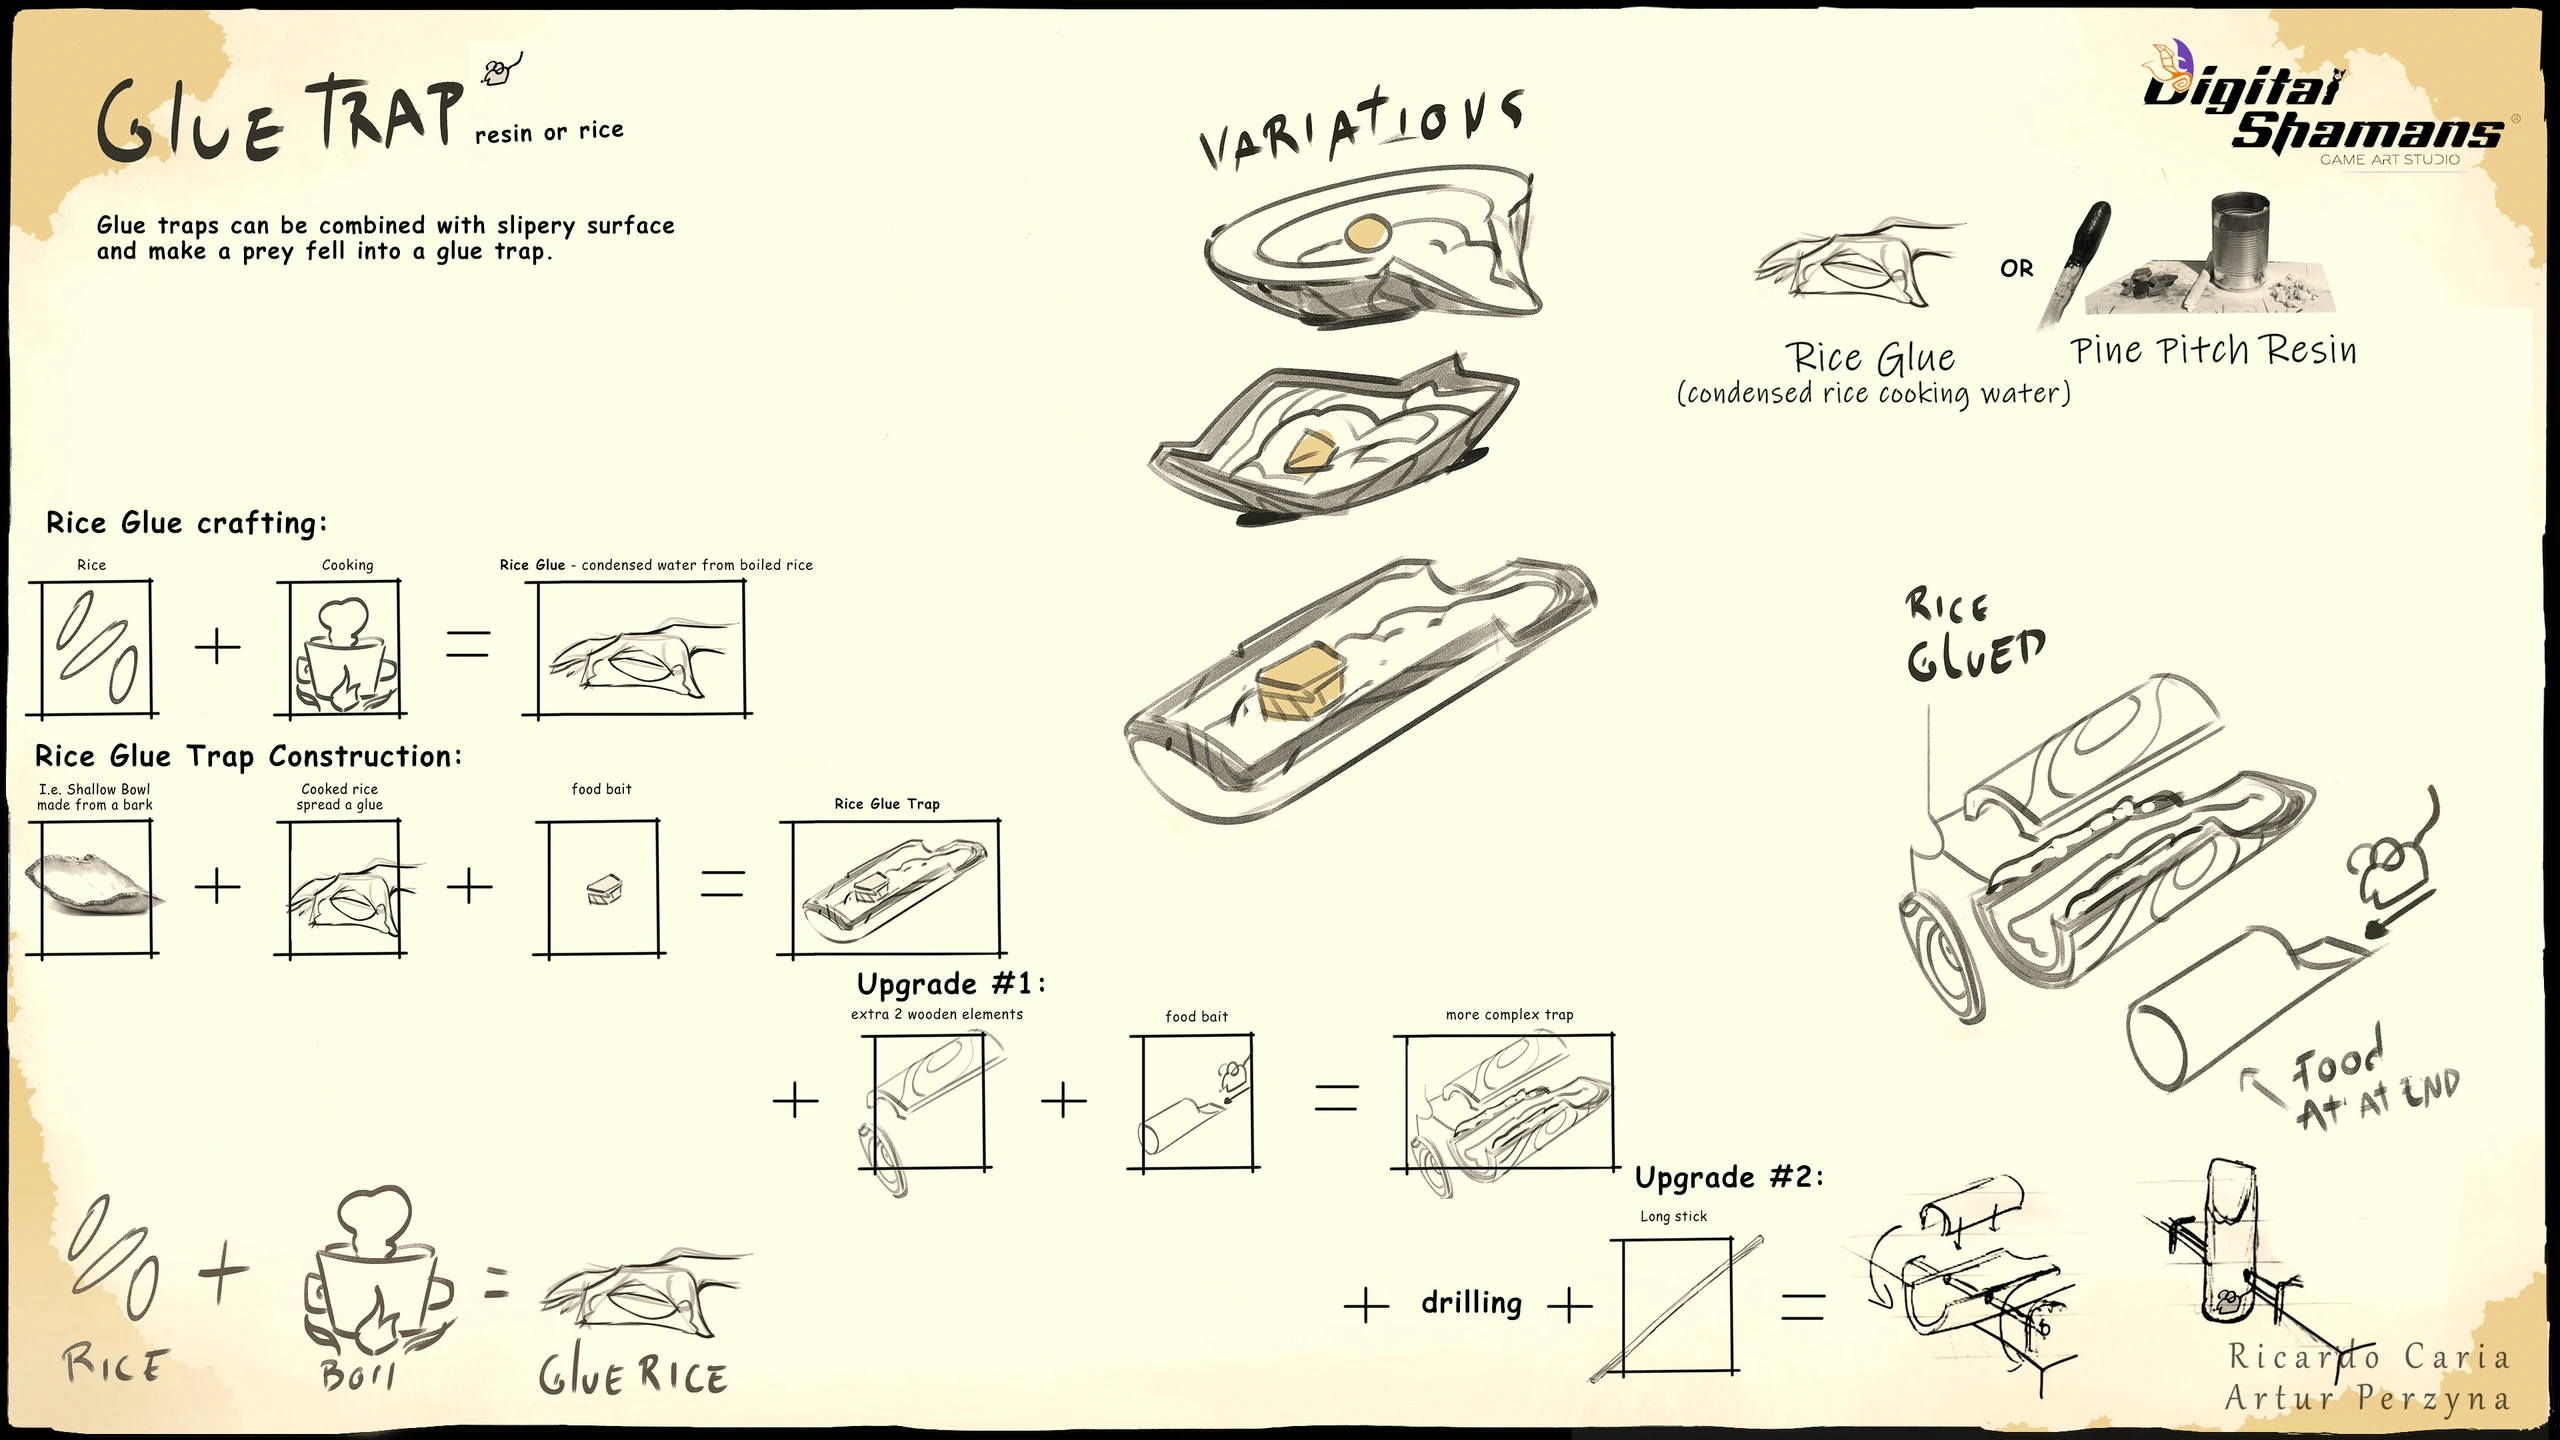 GLUE TRAP
resin or rice
Glue traps can be combined with slipery surface
and make a prey fell into a glue trap.
VARIATIONS
Digital
Shamans
®
GAME ART STUDIO
OR
Rice Glue
(condensed rice cooking water)
Pine Pitch Resin
Rice Glue crafting:
Rice
Cooking
Rice Glue - condensed water from boiled rice
+
=
RICE
GLUED
Rice Glue Trap Construction:
I.e. Shallow Bowl
made from a bark
Cooked rice
spread a glue
food bait
Rice Glue Trap
+
+
=
Upgrade #1:
extra 2 wooden elements
food bait
more complex trap
+
+
=
FOOD
AT AT END
Upgrade #2:
Long stick
+ drilling +
=
+
=
RICE
BOIl
GlUE RICE
Ricardo Caria
Artur Perzyna